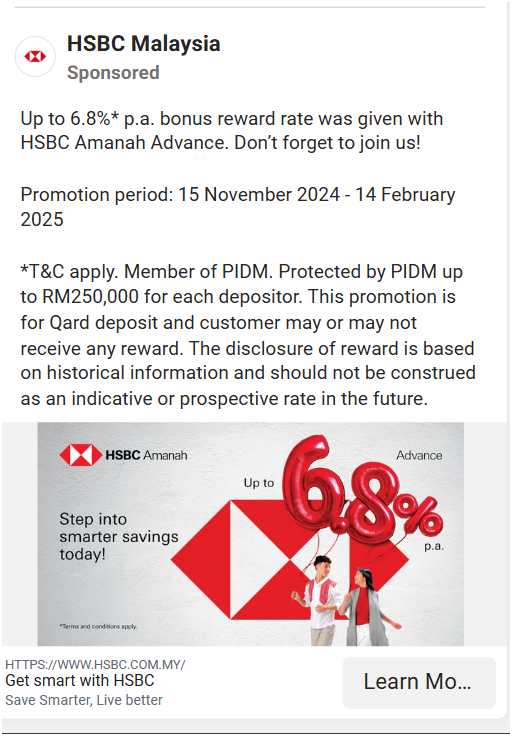 HSBC Malaysia
Sponsored
Up to 6.8%* p.a. bonus reward rate was given with
HSBC Amanah Advance. Don’t forget to join us!
Promotion period: 15 November 2024 - 14 February
2025
*T&C apply. Member of PIDM. Protected by PIDM up
to RM250,000 for each depositor. This promotion is
for Qard deposit and customer may or may not
receive any reward. The disclosure of reward is based
on historical information and should not be construed
as an indicative or prospective rate in the future.
HSBC Amanah
Advance
Up to
6.8%
p.a.
Step into
smarter savings
today!
*Terms and conditions apply.
HTTPS://WWW.HSBC.COM.MY/
Get smart with HSBC
Save Smarter, Live better
Learn Mo...